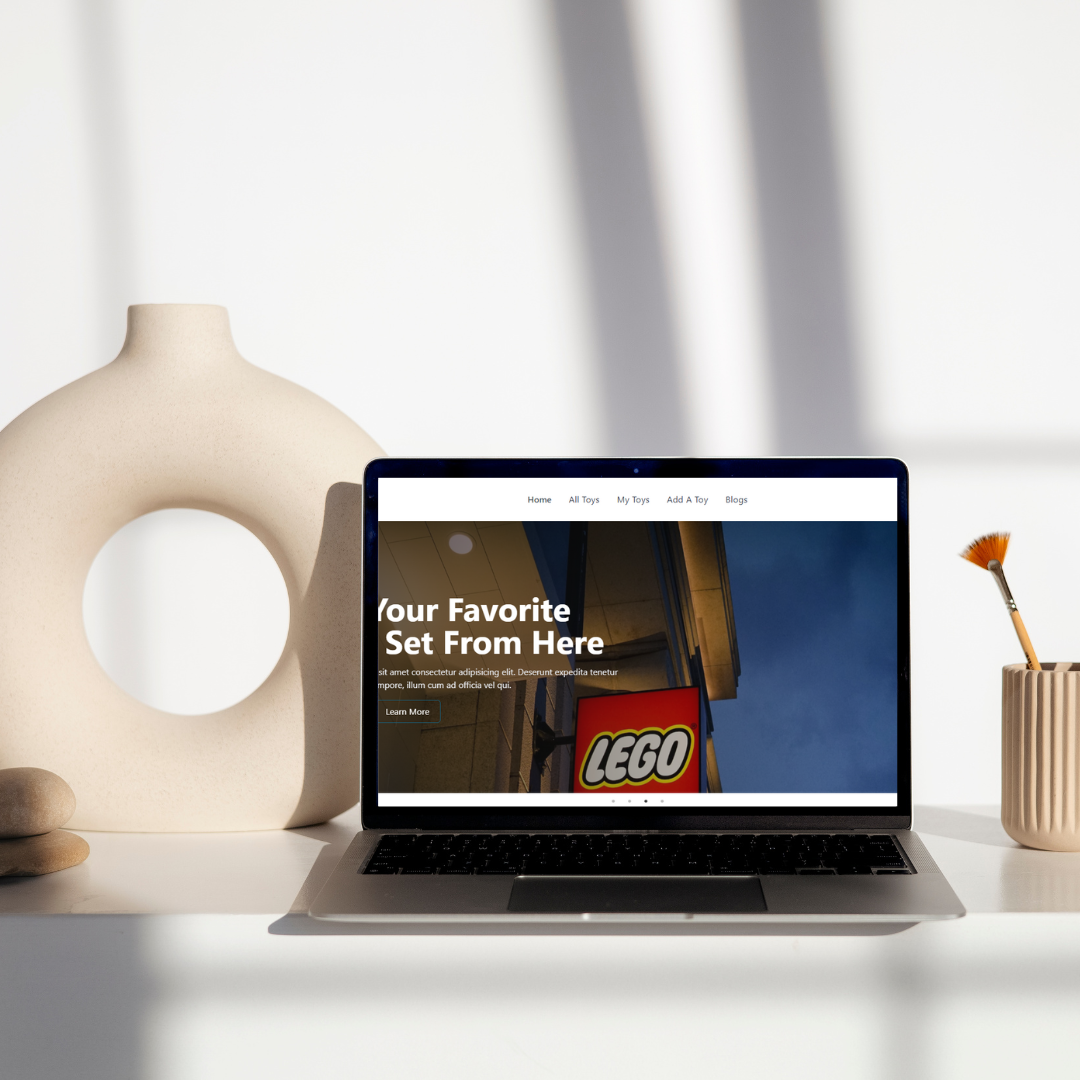 Home All Toys My Toys Add A Toy Blogs
Your Favorite
Set From Here
sit amet consectetur adipisicing elit. Deserunt expedita tenetur
mpore, illum cum ad officia vel qui.
Learn More
LEGO